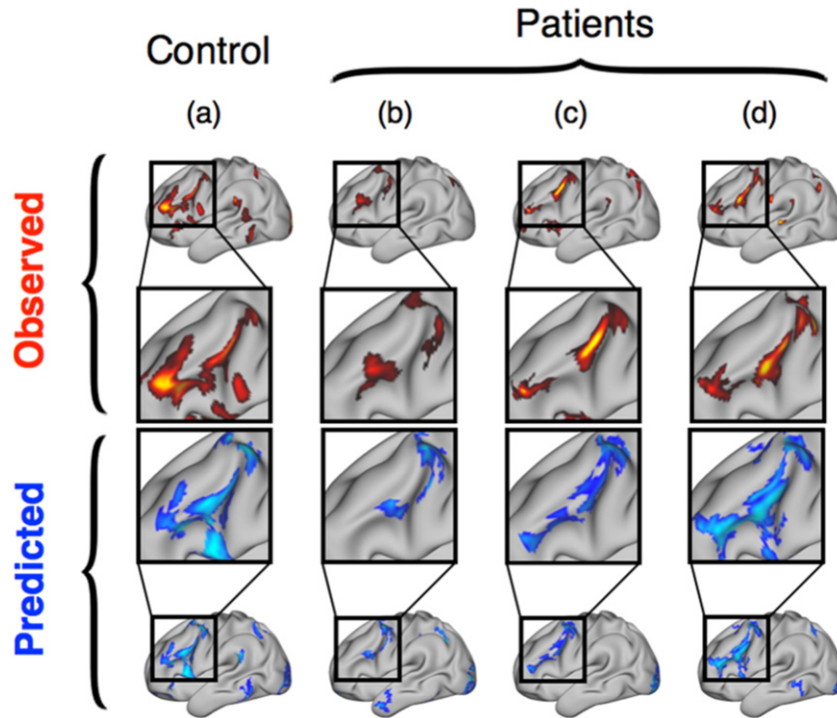 Patients
Control
(a) (b) (c) (d)
Observed
Predicted